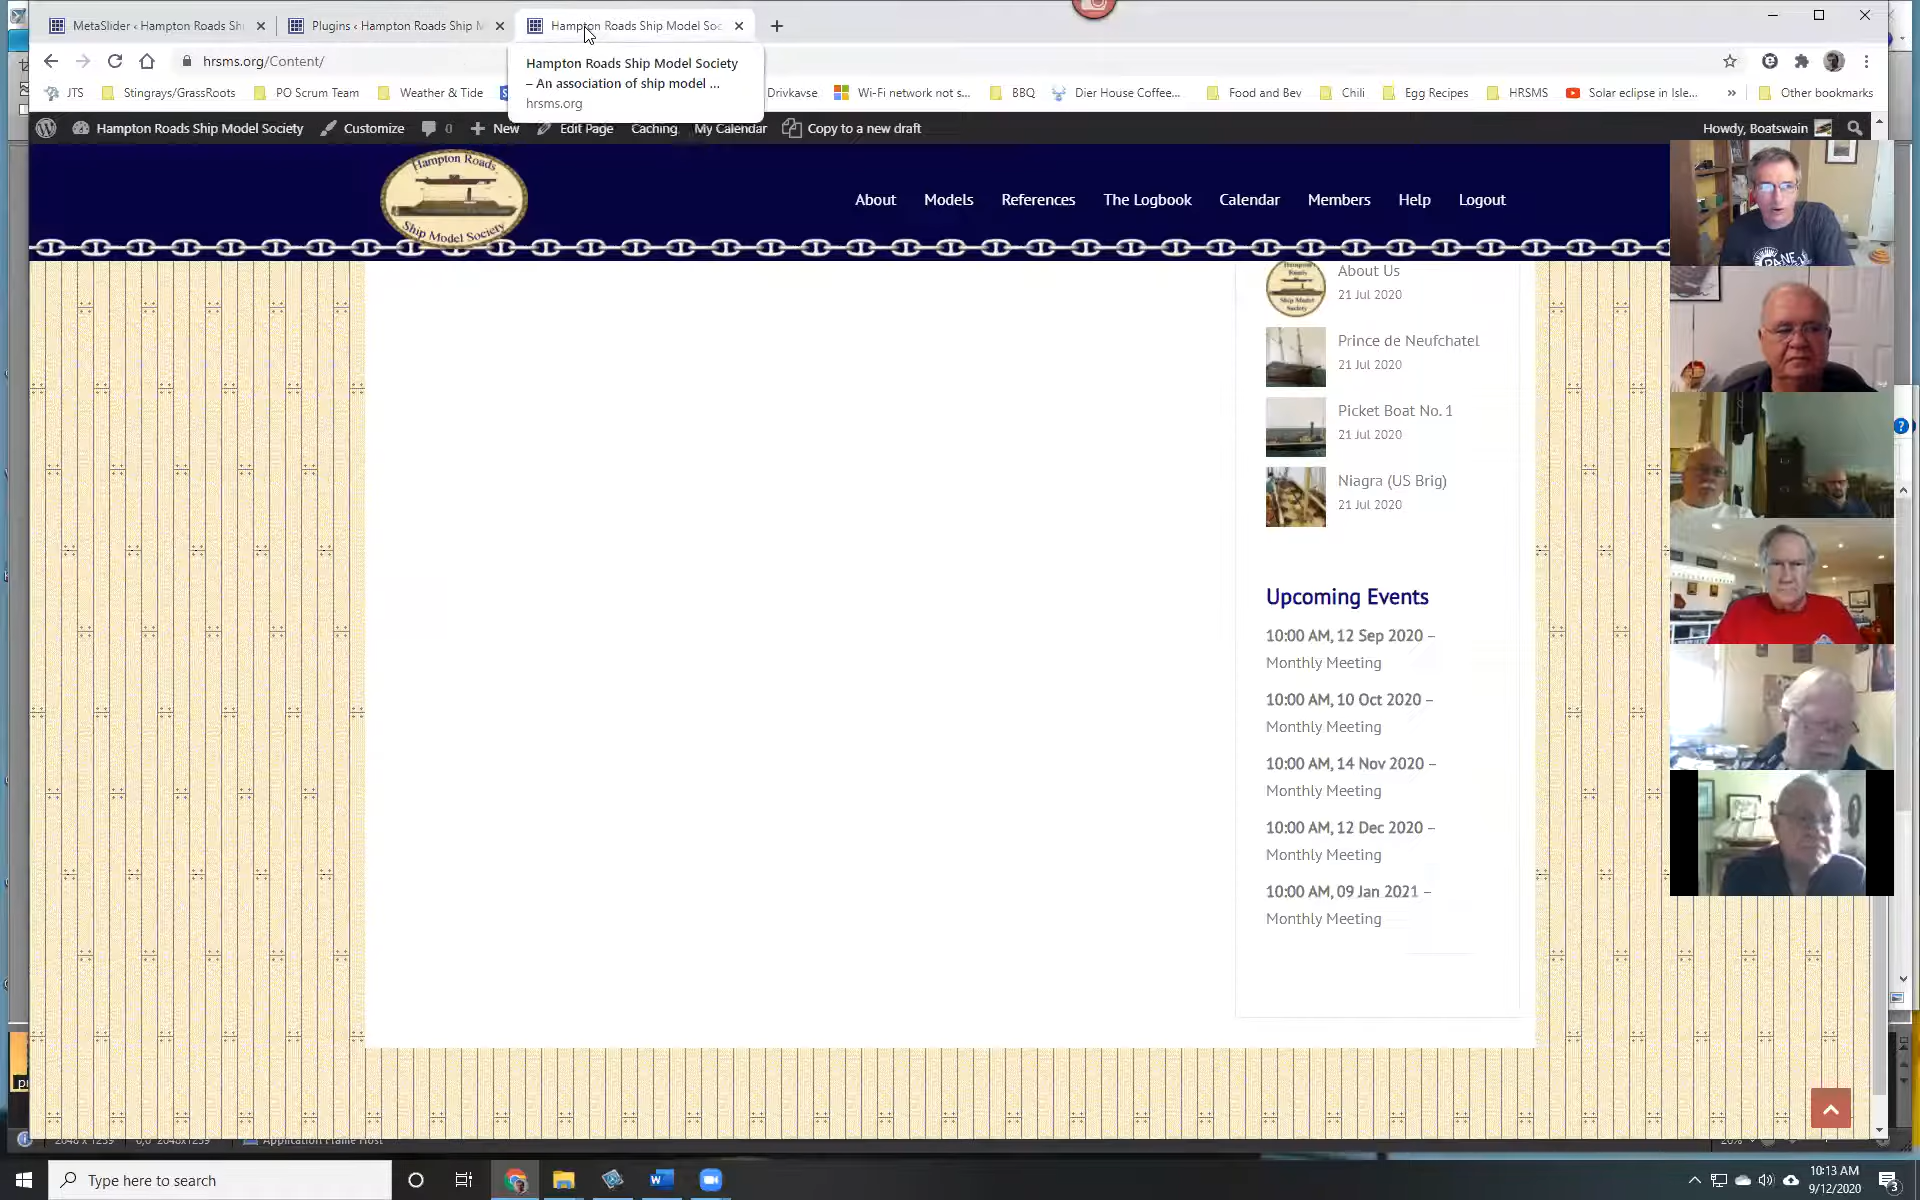 MetaSlider ‹ Hampton Roads Sh
Plugins ‹ Hampton Roads Ship M
Hampton Roads Ship Model Soc
hrsms.org/Content/
Hampton Roads Ship Model Society
– An association of ship model ...
hrsms.org
JTS
Stingrays/GrassRoots
PO Scrum Team
Weather & Tide
Drivkavse
Wi-Fi network not s...
BBQ
Dier House Coffee...
Food and Bev
Chili
Egg Recipes
HRSMS
Solar eclipse in Isle...
»
Other bookmarks
Hampton Roads Ship Model Society
Customize
0
New
Edit Page
Caching
My Calendar
Copy to a new draft
Howdy, Boatswain
Hampton Roads
Ship Model Society
About
Models
References
The Logbook
Calendar
Members
Help
Logout
About Us
21 Jul 2020
Prince de Neufchatel
21 Jul 2020
Picket Boat No. 1
21 Jul 2020
Niagra (US Brig)
21 Jul 2020
Upcoming Events
10:00 AM, 12 Sep 2020 –
Monthly Meeting
10:00 AM, 10 Oct 2020 –
Monthly Meeting
10:00 AM, 14 Nov 2020 –
Monthly Meeting
10:00 AM, 12 Dec 2020 –
Monthly Meeting
10:00 AM, 09 Jan 2021 –
Monthly Meeting
Application Frame Host
Type here to search
10:13 AM
9/12/2020
3